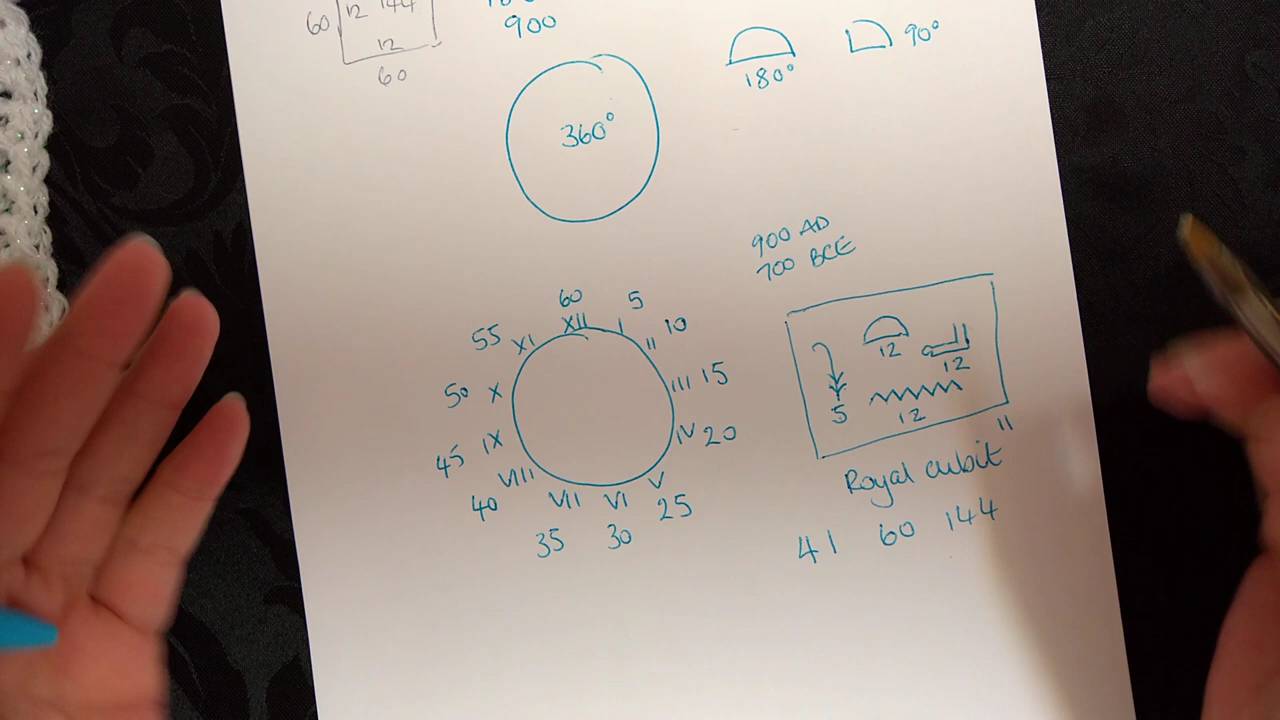 60 12 144
12
60
900
180°
90°
360°
900 AD
700 BCE
60
55 XII 5
XI I 10
II
50 X III 15
45 IX IV 20
VIII V
40 VII VI 25
35 30
12 12
5 12
11
Royal cubit
41 60 144